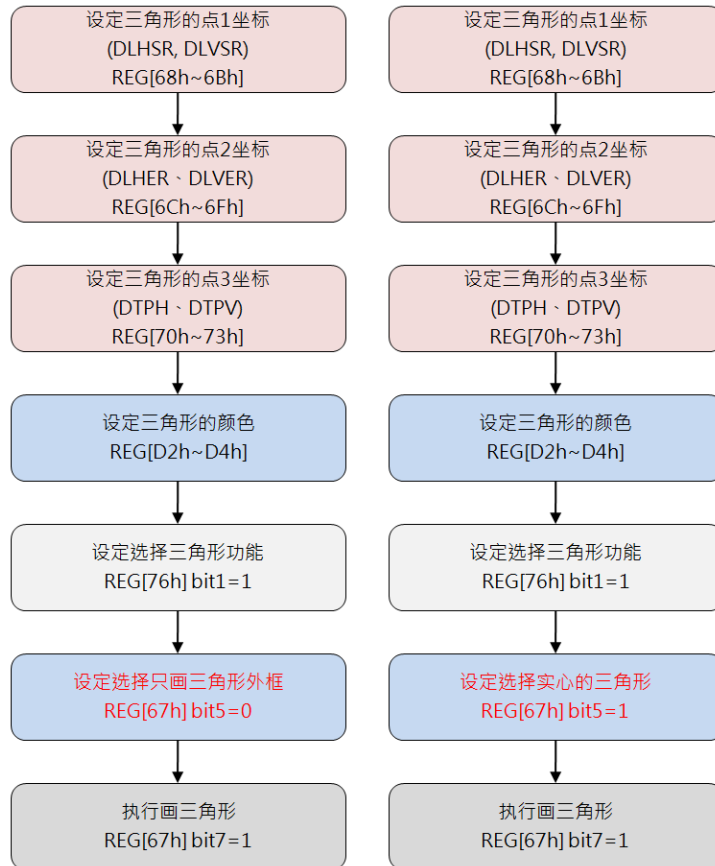 设定三角形的点1坐标
(DLHSR, DLVSR)
REG[68h~6Bh]
设定三角形的点2坐标
(DLHER、DLVER)
REG[6Ch~6Fh]
设定三角形的点3坐标
(DTPH、DTPV)
REG[70h~73h]
设定三角形的颜色
REG[D2h~D4h]
设定选择三角形功能
REG[76h] bit1=1
设定选择只画三角形外框
REG[67h] bit5=0
执行画三角形
REG[67h] bit7=1
设定三角形的点1坐标
(DLHSR, DLVSR)
REG[68h~6Bh]
设定三角形的点2坐标
(DLHER、DLVER)
REG[6Ch~6Fh]
设定三角形的点3坐标
(DTPH、DTPV)
REG[70h~73h]
设定三角形的颜色
REG[D2h~D4h]
设定选择三角形功能
REG[76h] bit1=1
设定选择实心的三角形
REG[67h] bit5=1
执行画三角形
REG[67h] bit7=1